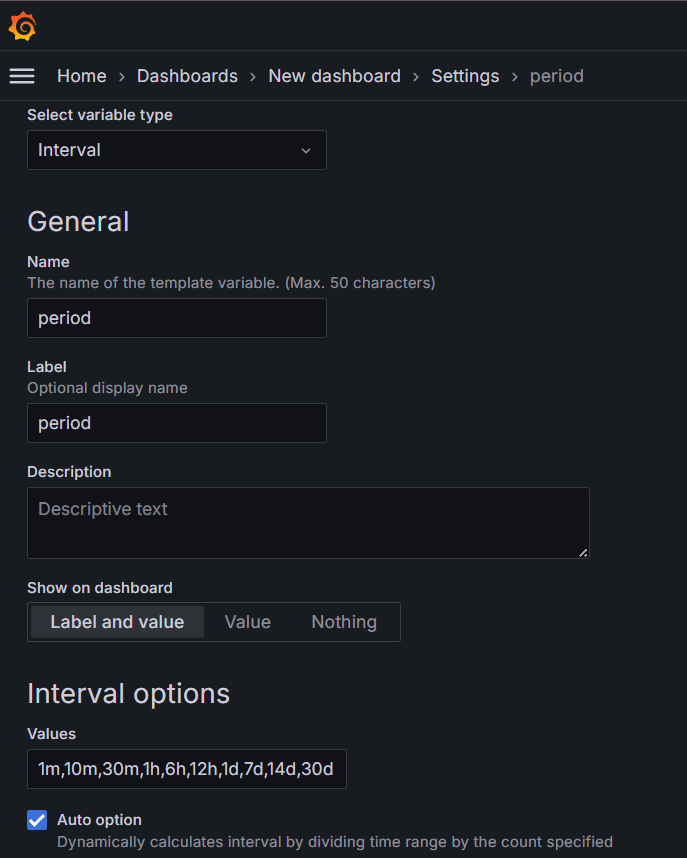 Home › Dashboards › New dashboard › Settings › period
Select variable type
Interval
General
Name
The name of the template variable. (Max. 50 characters)
period
Label
Optional display name
period
Description
Descriptive text
Show on dashboard
Label and value Value Nothing
Interval options
Values
1m,10m,30m,1h,6h,12h,1d,7d,14d,30d
Auto option
Dynamically calculates interval by dividing time range by the count specified